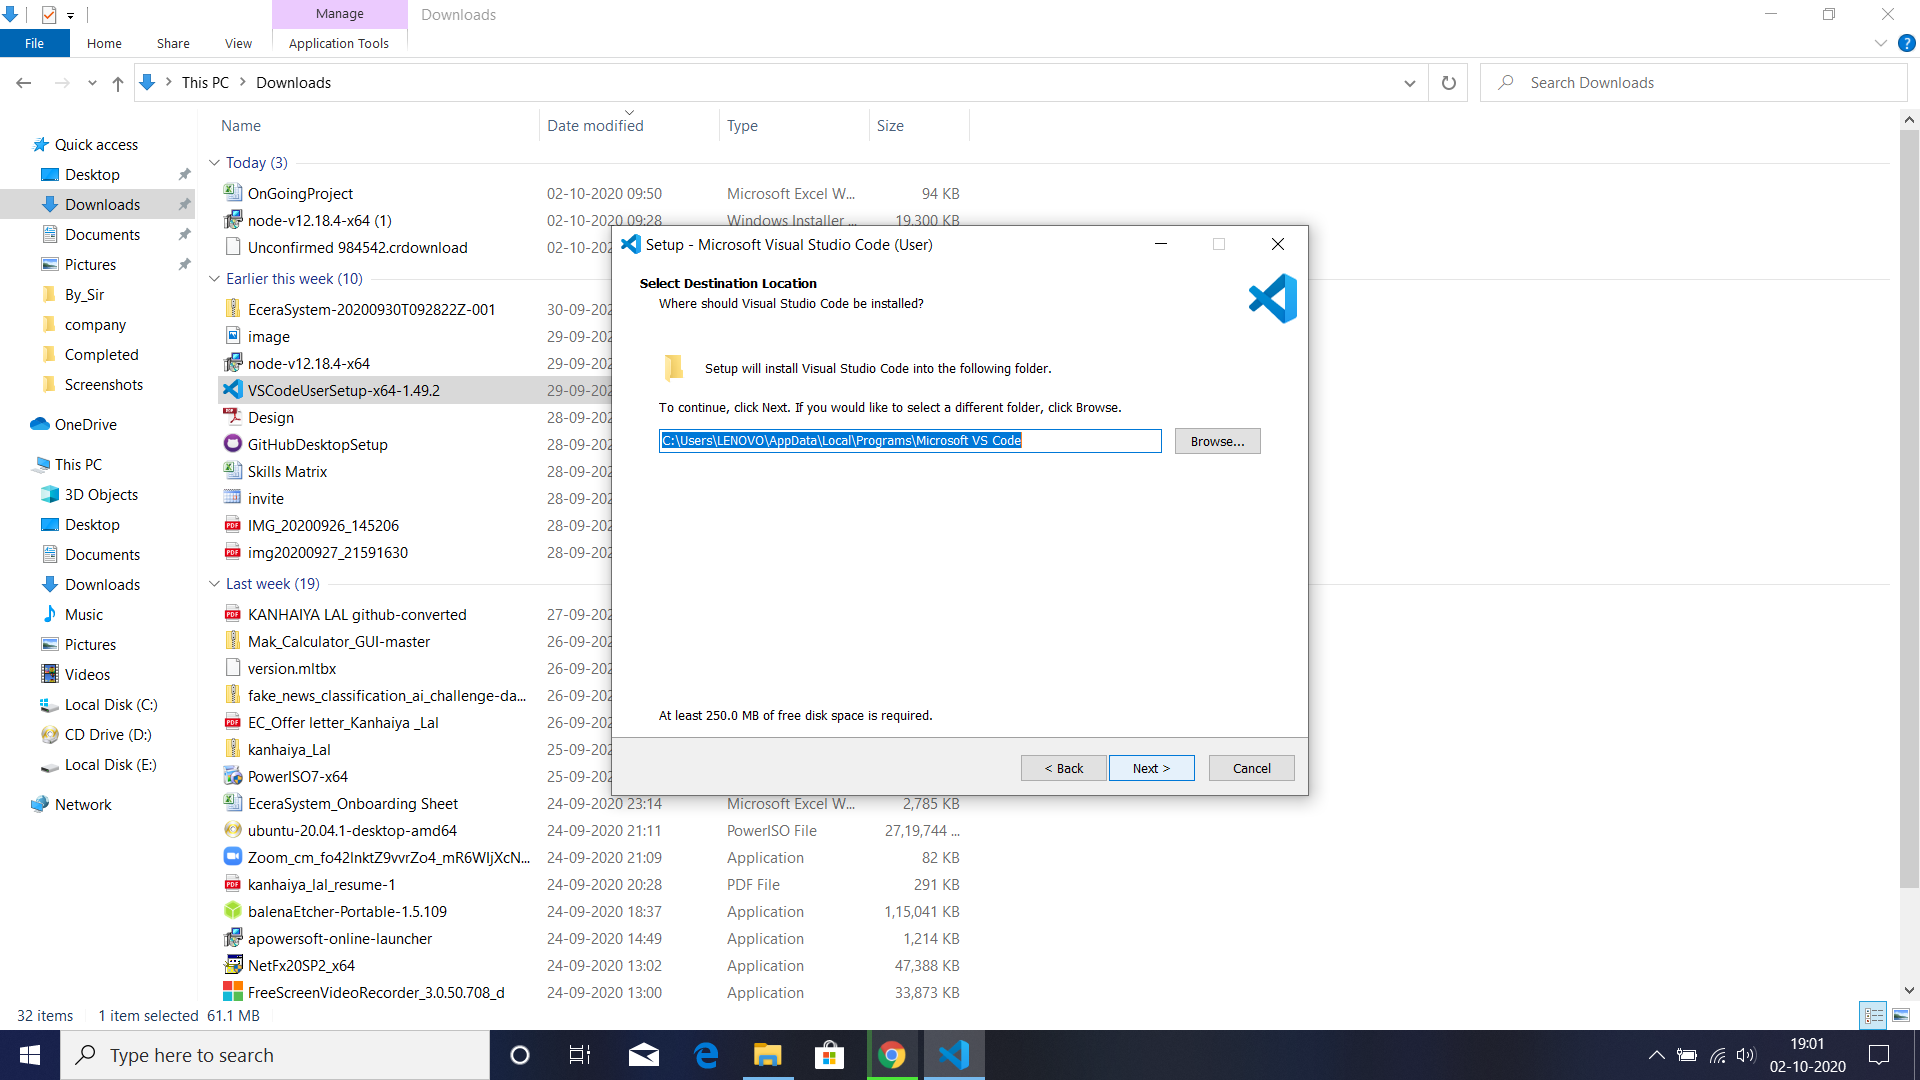 Manage
Downloads
File
Home
Share
View
Application Tools
This PC
Downloads
Search Downloads
Name
Date modified
Type
Size
Quick access
Desktop
Downloads
Documents
Pictures
By_Sir
company
Completed
Screenshots
OneDrive
This PC
3D Objects
Desktop
Documents
Downloads
Music
Pictures
Videos
Local Disk (C:)
CD Drive (D:)
Local Disk (E:)
Network
Today (3)
OnGoingProject 02-10-2020 09:50 Microsoft Excel W... 94 KB
node-v12.18.4-x64 (1) 02-10-2020 09:28 Windows Installer ... 19,300 KB
Unconfirmed 984542.crdownload 02-10-202
Earlier this week (10)
EceraSystem-20200930T092822Z-001 30-09-202
image 29-09-202
node-v12.18.4-x64 29-09-202
VSCodeUserSetup-x64-1.49.2 29-09-202
Design 28-09-202
GitHubDesktopSetup 28-09-202
Skills Matrix 28-09-202
invite 28-09-202
IMG_20200926_145206 28-09-202
img20200927_21591630 28-09-202
Last week (19)
KANHAIYA LAL github-converted 27-09-202
Mak_Calculator_GUI-master 26-09-202
version.mltbx 26-09-202
fake_news_classification_ai_challenge-da... 26-09-202
EC_Offer letter_Kanhaiya _Lal 26-09-202
kanhaiya_Lal 25-09-202
PowerISO7-x64 25-09-202
EceraSystem_Onboarding Sheet 24-09-2020 23:14 Microsoft Excel W... 2,785 KB
ubuntu-20.04.1-desktop-amd64 24-09-2020 21:11 PowerISO File 27,19,744 ...
Zoom_cm_fo42lnktZ9vvrZo4_mR6WIjXcN... 24-09-2020 21:09 Application 82 KB
kanhaiya_lal_resume-1 24-09-2020 20:28 PDF File 291 KB
balenaEtcher-Portable-1.5.109 24-09-2020 18:37 Application 1,15,041 KB
apowersoft-online-launcher 24-09-2020 14:49 Application 1,214 KB
NetFx20SP2_x64 24-09-2020 13:02 Application 47,388 KB
FreeScreenVideoRecorder_3.0.50.708_d 24-09-2020 13:00 Application 33,873 KB
Setup - Microsoft Visual Studio Code (User)
Select Destination Location
Where should Visual Studio Code be installed?
Setup will install Visual Studio Code into the following folder.
To continue, click Next. If you would like to select a different folder, click Browse.
C:\Users\LENOVO\AppData\Local\Programs\Microsoft VS Code
Browse...
At least 250.0 MB of free disk space is required.
< Back
Next >
Cancel
32 items
1 item selected 61.1 MB
Type here to search
19:01
02-10-2020